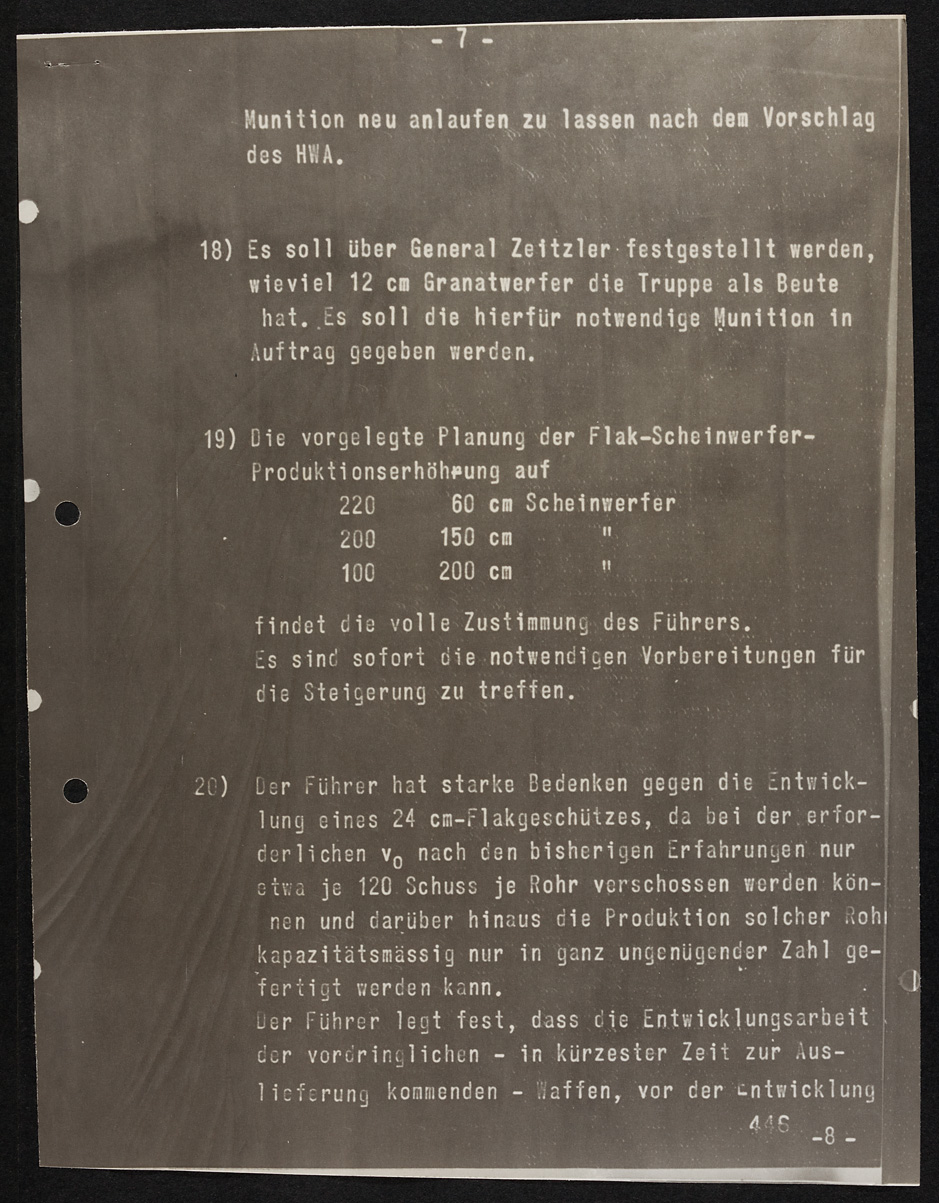 - 7 -
Munition neu anlaufen zu lassen nach dem Vorschlag
des HWA.
18) Es soll über General Zeitzler festgestellt werden,
wieviel 12 cm Granatwerfer die Truppe als Beute
hat. Es soll die hierfür notwendige Munition in
Auftrag gegeben werden.
19) Die vorgelegte Planung der Flak-Scheinwerfer-
Produktionserhöhrung auf
220 60 cm Scheinwerfer
200 150 cm "
100 200 cm "
findet die volle Zustimmung des Führers.
Es sind sofort die notwendigen Vorbereitungen für
die Steigerung zu treffen.
20) Der Führer hat starke Bedenken gegen die Entwick-
lung eines 24 cm-Flakgeschützes, da bei der erfor-
derlichen v₀ nach den bisherigen Erfahrungen nur
etwa je 120 Schuss je Rohr verschossen werden kön-
nen und darüber hinaus die Produktion solcher Roh
kapazitätsmässig nur in ganz ungenügender Zahl ge-
fertigt werden kann.
Der Führer legt fest, dass die Entwicklungsarbeit
der vordringlichen - in kürzester Zeit zur Aus-
lieferung kommenden - Waffen, vor der Entwicklung
446
-8-